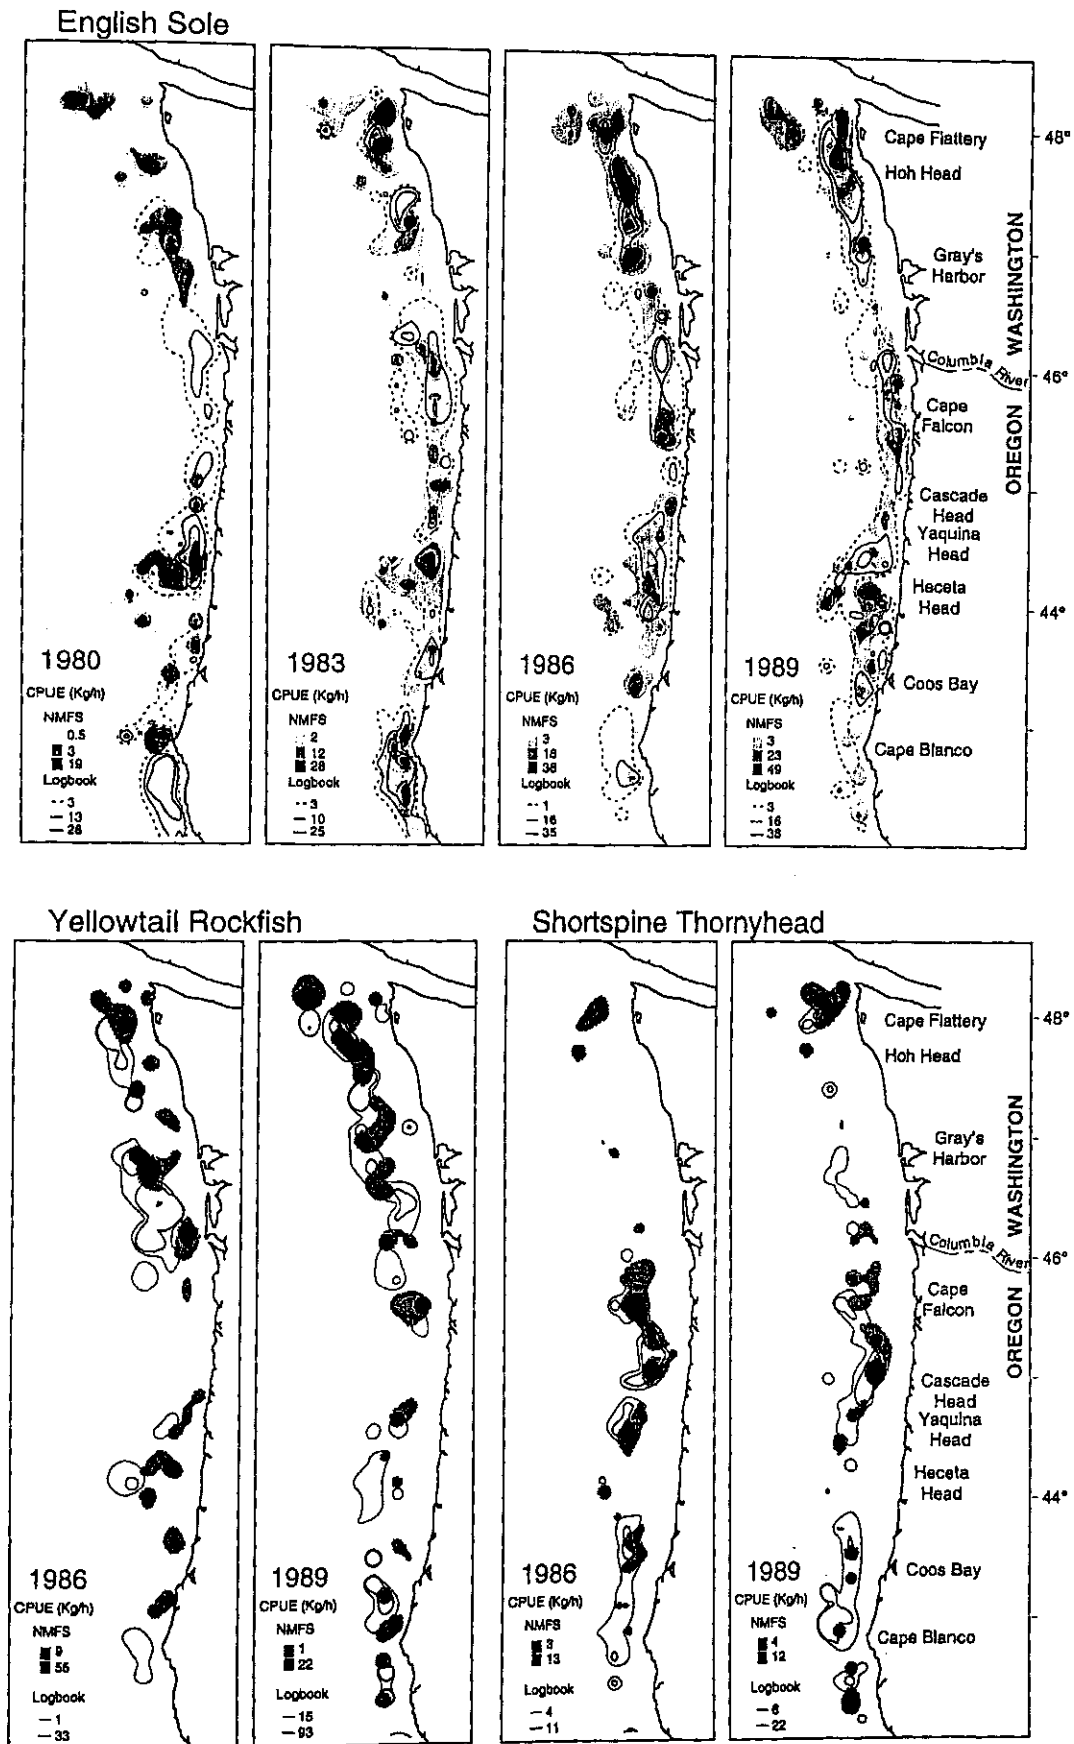 English Sole
1980
CPUE (Kg/h)
NMFS
0.5
3
19
Logbook
3
13
26
1983
CPUE (Kg/h)
NMFS
2
12
28
Logbook
3
10
25
1986
CPUE (Kg/h)
NMFS
3
18
38
Logbook
1
16
35
1989
CPUE (Kg/h)
NMFS
3
23
49
Logbook
3
16
38
Cape Flattery
Hoh Head
Gray's
Harbor
Columbia River
Cape
Falcon
Cascade
Head
Yaquina
Head
Heceta
Head
Coos Bay
Cape Blanco
WASHINGTON
OREGON
48°
46°
44°
Yellowtail Rockfish
1986
CPUE (Kg/h)
NMFS
9
55
Logbook
1
33
1989
CPUE (Kg/h)
NMFS
1
22
Logbook
15
93
Shortspine Thornyhead
1986
CPUE (Kg/h)
NMFS
3
13
Logbook
4
11
1989
CPUE (Kg/h)
NMFS
4
12
Logbook
6
22
Cape Flattery
Hoh Head
Gray's
Harbor
Columbia River
Cape
Falcon
Cascade
Head
Yaquina
Head
Heceta
Head
Coos Bay
Cape Blanco
WASHINGTON
OREGON
48°
46°
44°